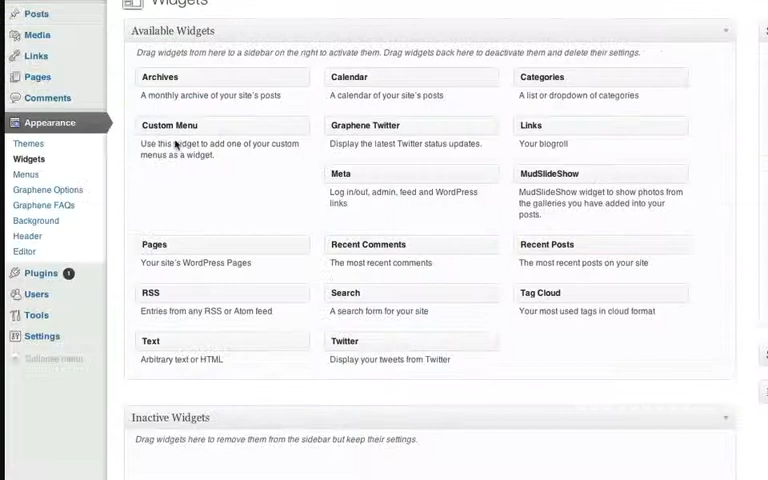 Widgets
Posts
Media
Links
Pages
Comments
Appearance
Themes
Widgets
Menus
Graphene Options
Graphene FAQs
Background
Header
Editor
Plugins 1
Users
Tools
Settings
Collapse menu
Available Widgets
Drag widgets from here to a sidebar on the right to activate them. Drag widgets back here to deactivate them and delete their settings.
Archives
A monthly archive of your site's posts
Calendar
A calendar of your site's posts
Categories
A list or dropdown of categories
Custom Menu
Use this widget to add one of your custom
menus as a widget.
Graphene Twitter
Display the latest Twitter status updates.
Links
Your blogroll
Meta
Log in/out, admin, feed and WordPress
links
MudSlideShow
MudSlideShow widget to show photos from
the galleries you have added into your
posts.
Pages
Your site's WordPress Pages
Recent Comments
The most recent comments
Recent Posts
The most recent posts on your site
RSS
Entries from any RSS or Atom feed
Search
A search form for your site
Tag Cloud
Your most used tags in cloud format
Text
Arbitrary text or HTML
Twitter
Display your tweets from Twitter
Inactive Widgets
Drag widgets here to remove them from the sidebar but keep their settings.